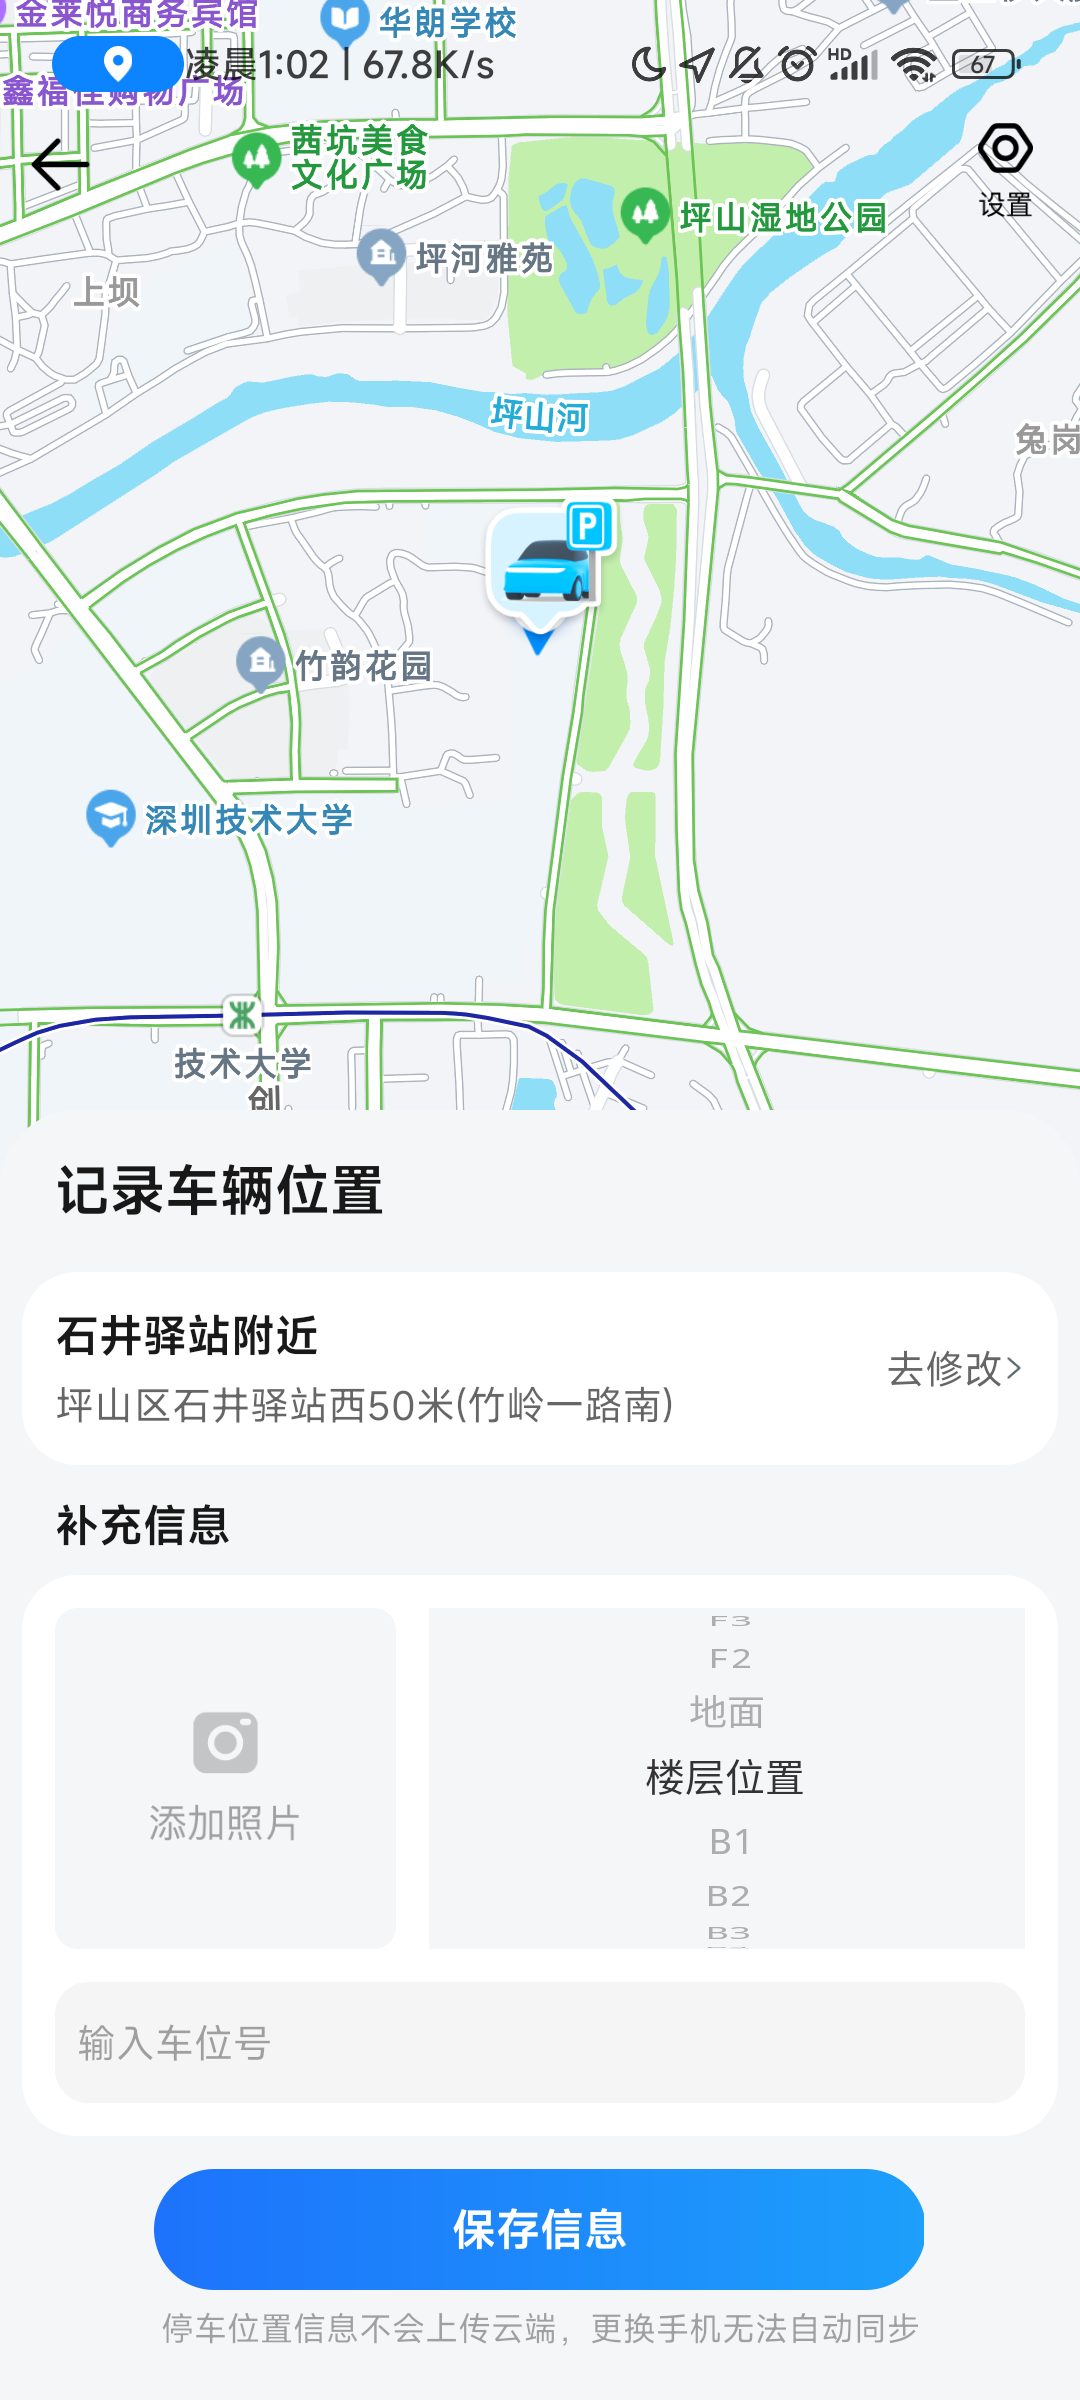 金莱悦商务宾馆
华朗学校
凌晨1:02 | 67.8K/s
HD
67
鑫福佳购物广场
茜坑美食
文化广场
设置
坪山湿地公园
坪河雅苑
上坝
坪山河
兔岗
P
竹韵花园
深圳技术大学
技术大学
创
记录车辆位置
石井驿站附近
去修改
坪山区石井驿站西50米(竹岭一路南)
补充信息
F3
F2
地面
楼层位置
B1
B2
B3
添加照片
输入车位号
保存信息
停车位置信息不会上传云端，更换手机无法自动同步